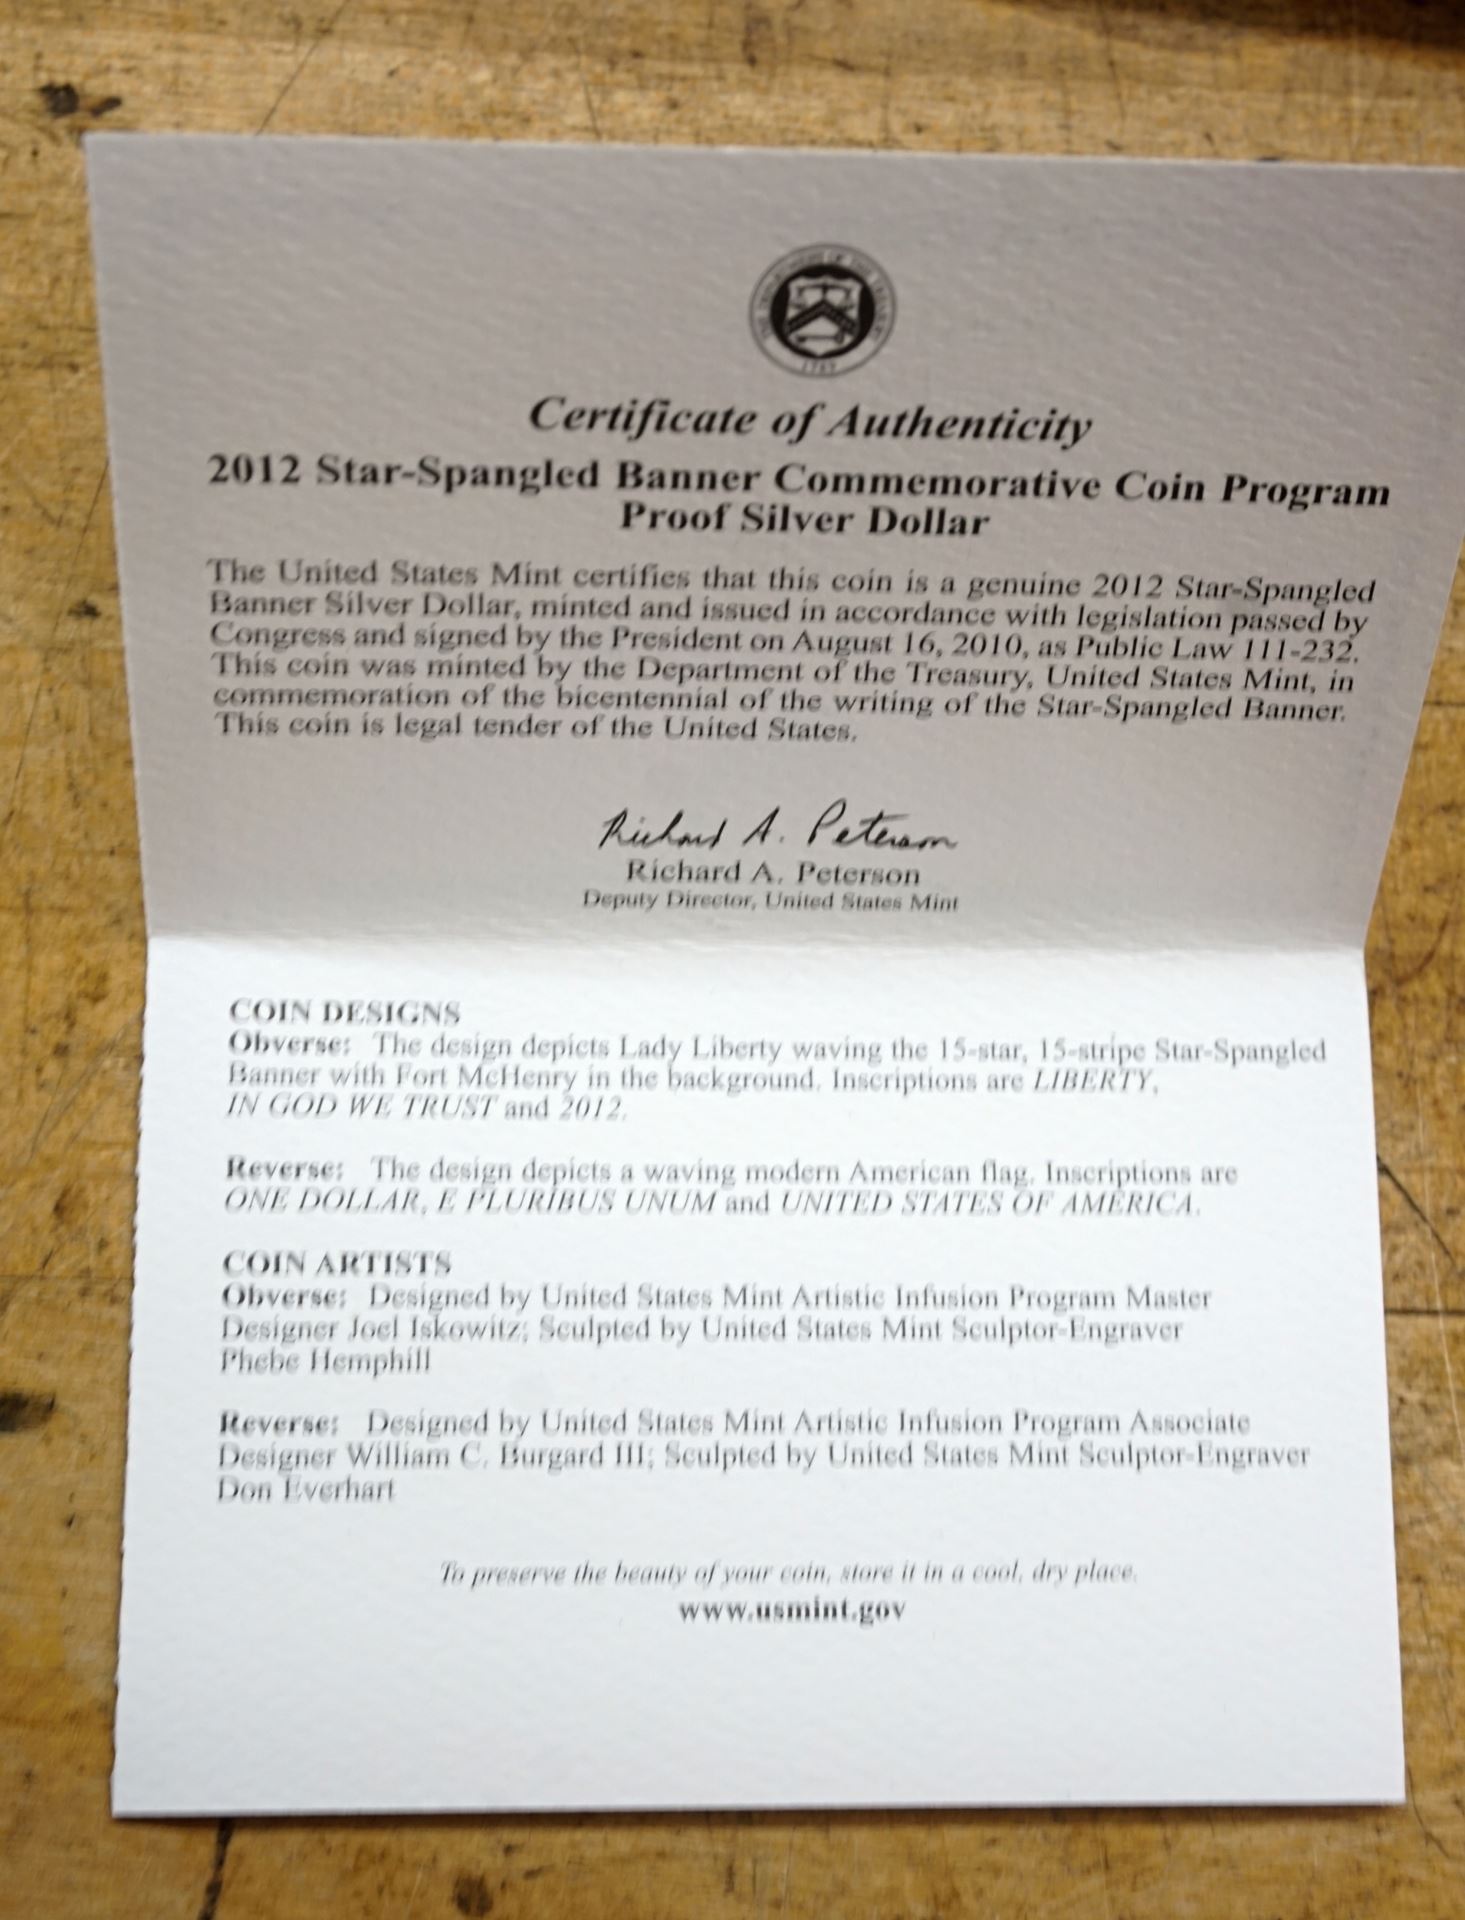 THE DEPARTMENT OF THE TREASURY
1789
Certificate of Authenticity
2012 Star-Spangled Banner Commemorative Coin Program
Proof Silver Dollar
The United States Mint certifies that this coin is a genuine 2012 Star-Spangled
Banner Silver Dollar, minted and issued in accordance with legislation passed by
Congress and signed by the President on August 16, 2010, as Public Law 111-232.
This coin was minted by the Department of the Treasury, United States Mint, in
commemoration of the bicentennial of the writing of the Star-Spangled Banner.
This coin is legal tender of the United States.
Richard A. Peterson
Richard A. Peterson
Deputy Director, United States Mint
COIN DESIGNS
Obverse: The design depicts Lady Liberty waving the 15-star, 15-stripe Star-Spangled
Banner with Fort McHenry in the background. Inscriptions are LIBERTY,
IN GOD WE TRUST and 2012.
Reverse: The design depicts a waving modern American flag. Inscriptions are
ONE DOLLAR, E PLURIBUS UNUM and UNITED STATES OF AMERICA.
COIN ARTISTS
Obverse: Designed by United States Mint Artistic Infusion Program Master
Designer Joel Iskowitz; Sculpted by United States Mint Sculptor-Engraver
Phebe Hemphill
Reverse: Designed by United States Mint Artistic Infusion Program Associate
Designer William C. Burgard III; Sculpted by United States Mint Sculptor-Engraver
Don Everhart
To preserve the beauty of your coin, store it in a cool, dry place.
www.usmint.gov